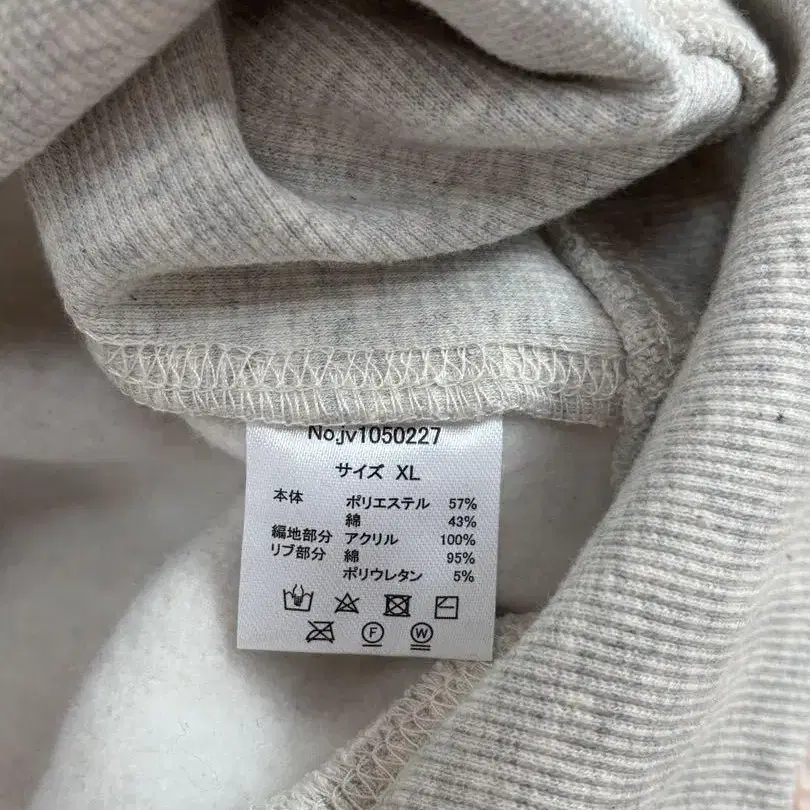 No.jv1050227
サイズ XL
本体 ポリエステル 57%
綿 43%
編地部分 アクリル 100%
リブ部分 綿 95%
ポリウレタン 5%
F W